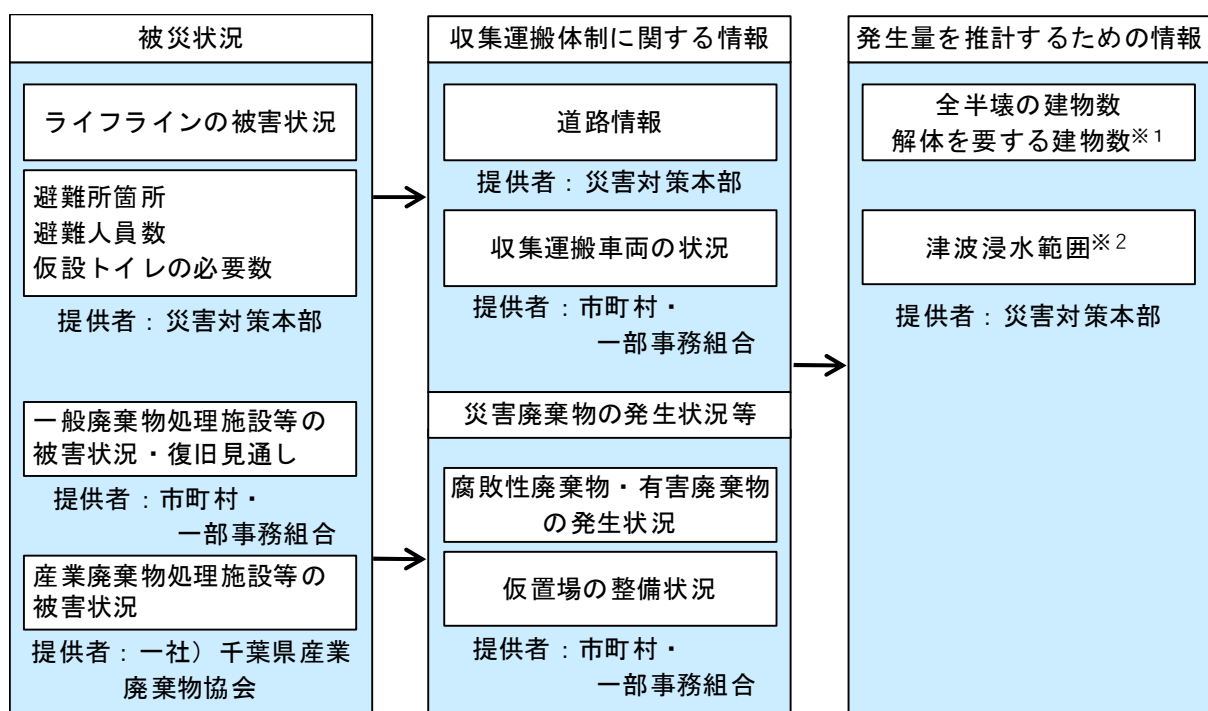 被災状況
ライフラインの被害状況
避難所箇所
避難人員数
仮設トイレの必要数
提供者：災害対策本部
一般廃棄物処理施設等の
被害状況・復旧見通し
提供者：市町村・
一部事務組合
産業廃棄物処理施設等の
被害状況
提供者：一社）千葉県産業
廃棄物協会
収集運搬体制に関する情報
道路情報
提供者：災害対策本部
収集運搬車両の状況
提供者：市町村・
一部事務組合
災害廃棄物の発生状況等
腐敗性廃棄物・有害廃棄物
の発生状況
仮置場の整備状況
提供者：市町村・
一部事務組合
発生量を推計するための情報
全半壊の建物数
解体を要する建物数※1
津波浸水範囲※2
提供者：災害対策本部